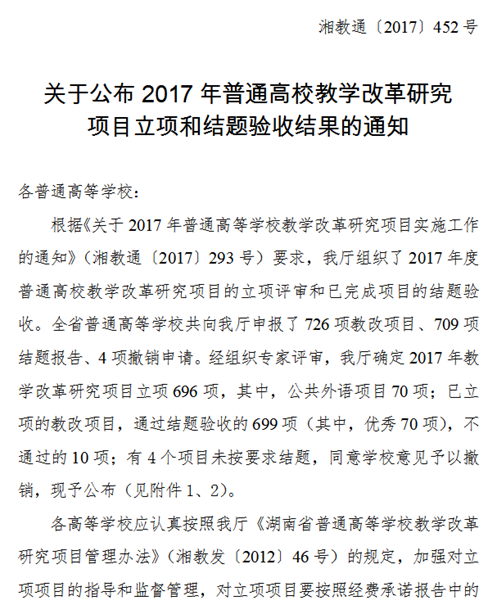 湘教通〔2017〕452 号
关于公布 2017 年普通高校教学改革研究
项目立项和结题验收结果的通知
各普通高等学校：
根据《关于 2017 年普通高等学校教学改革研究项目实施工作
的通知》（湘教通〔2017〕293 号）要求，我厅组织了 2017 年度
普通高校教学改革研究项目的立项评审和已完成项目的结题验
收。全省普通高等学校共向我厅申报了 726 项教改项目、709 项
结题报告、4 项撤销申请。经组织专家评审，我厅确定 2017 年教
学改革研究项目立项 696 项，其中，公共外语项目 70 项；已立
项的教改项目，通过结题验收的 699 项（其中，优秀 70 项），不
通过的 10 项；有 4 个项目未按要求结题，同意学校意见予以撤
销，现予公布（见附件 1、2）。
各高等学校应认真按照我厅《湖南省普通高等学校教学改革
研究项目管理办法》（湘教发〔2012〕46 号）的规定，加强对立
项项目的指导和监督管理，对立项项目要按照经费承诺报告中的